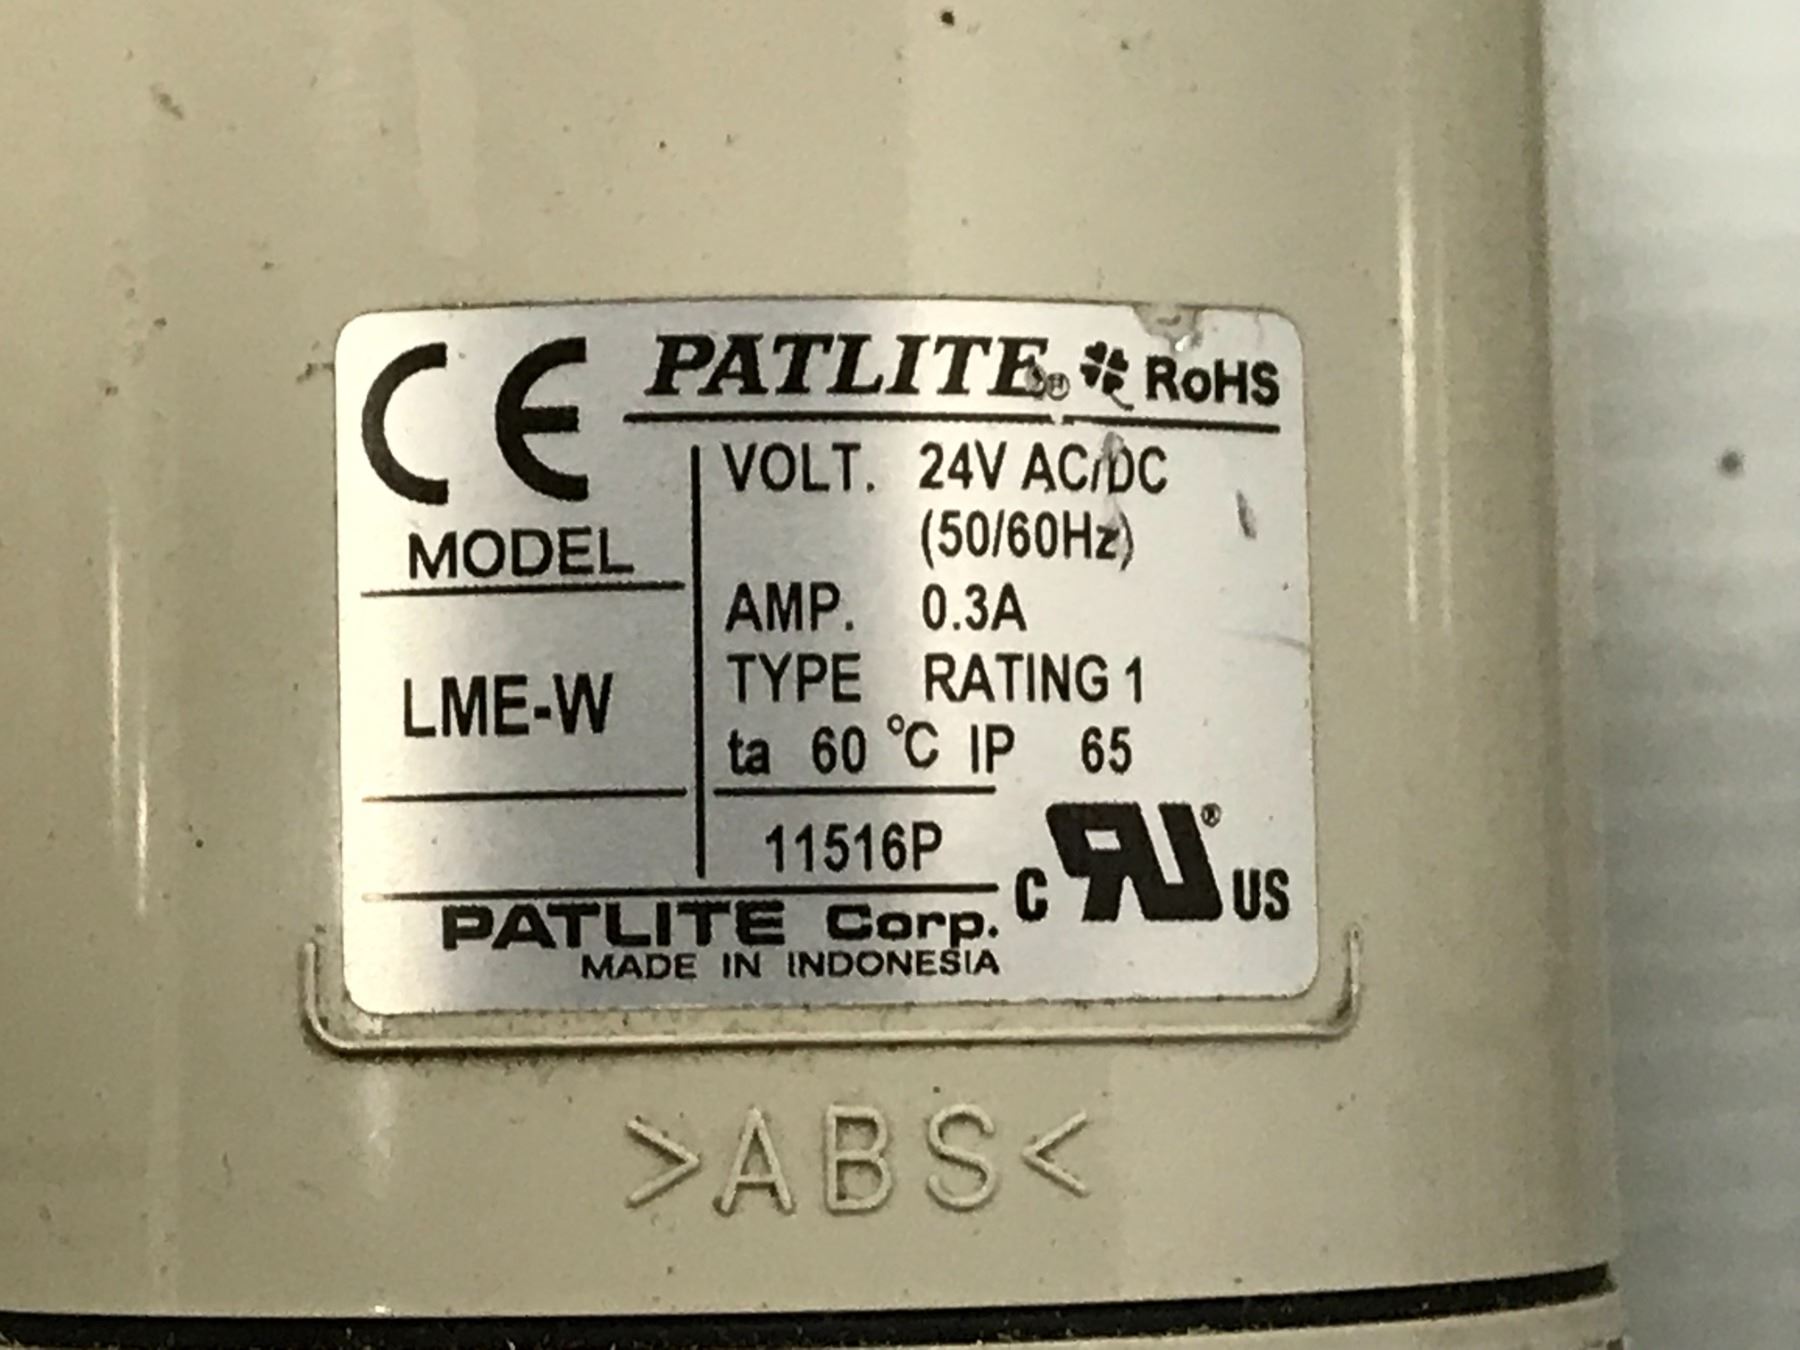 CE PATLITE ® RoHS
MODEL
LME-W
VOLT. 24V AC/DC
(50/60Hz)
AMP. 0.3A
TYPE RATING 1
ta 60 °C IP 65
11516P
C RU ® US
PATLITE Corp.
MADE IN INDONESIA
>ABS<